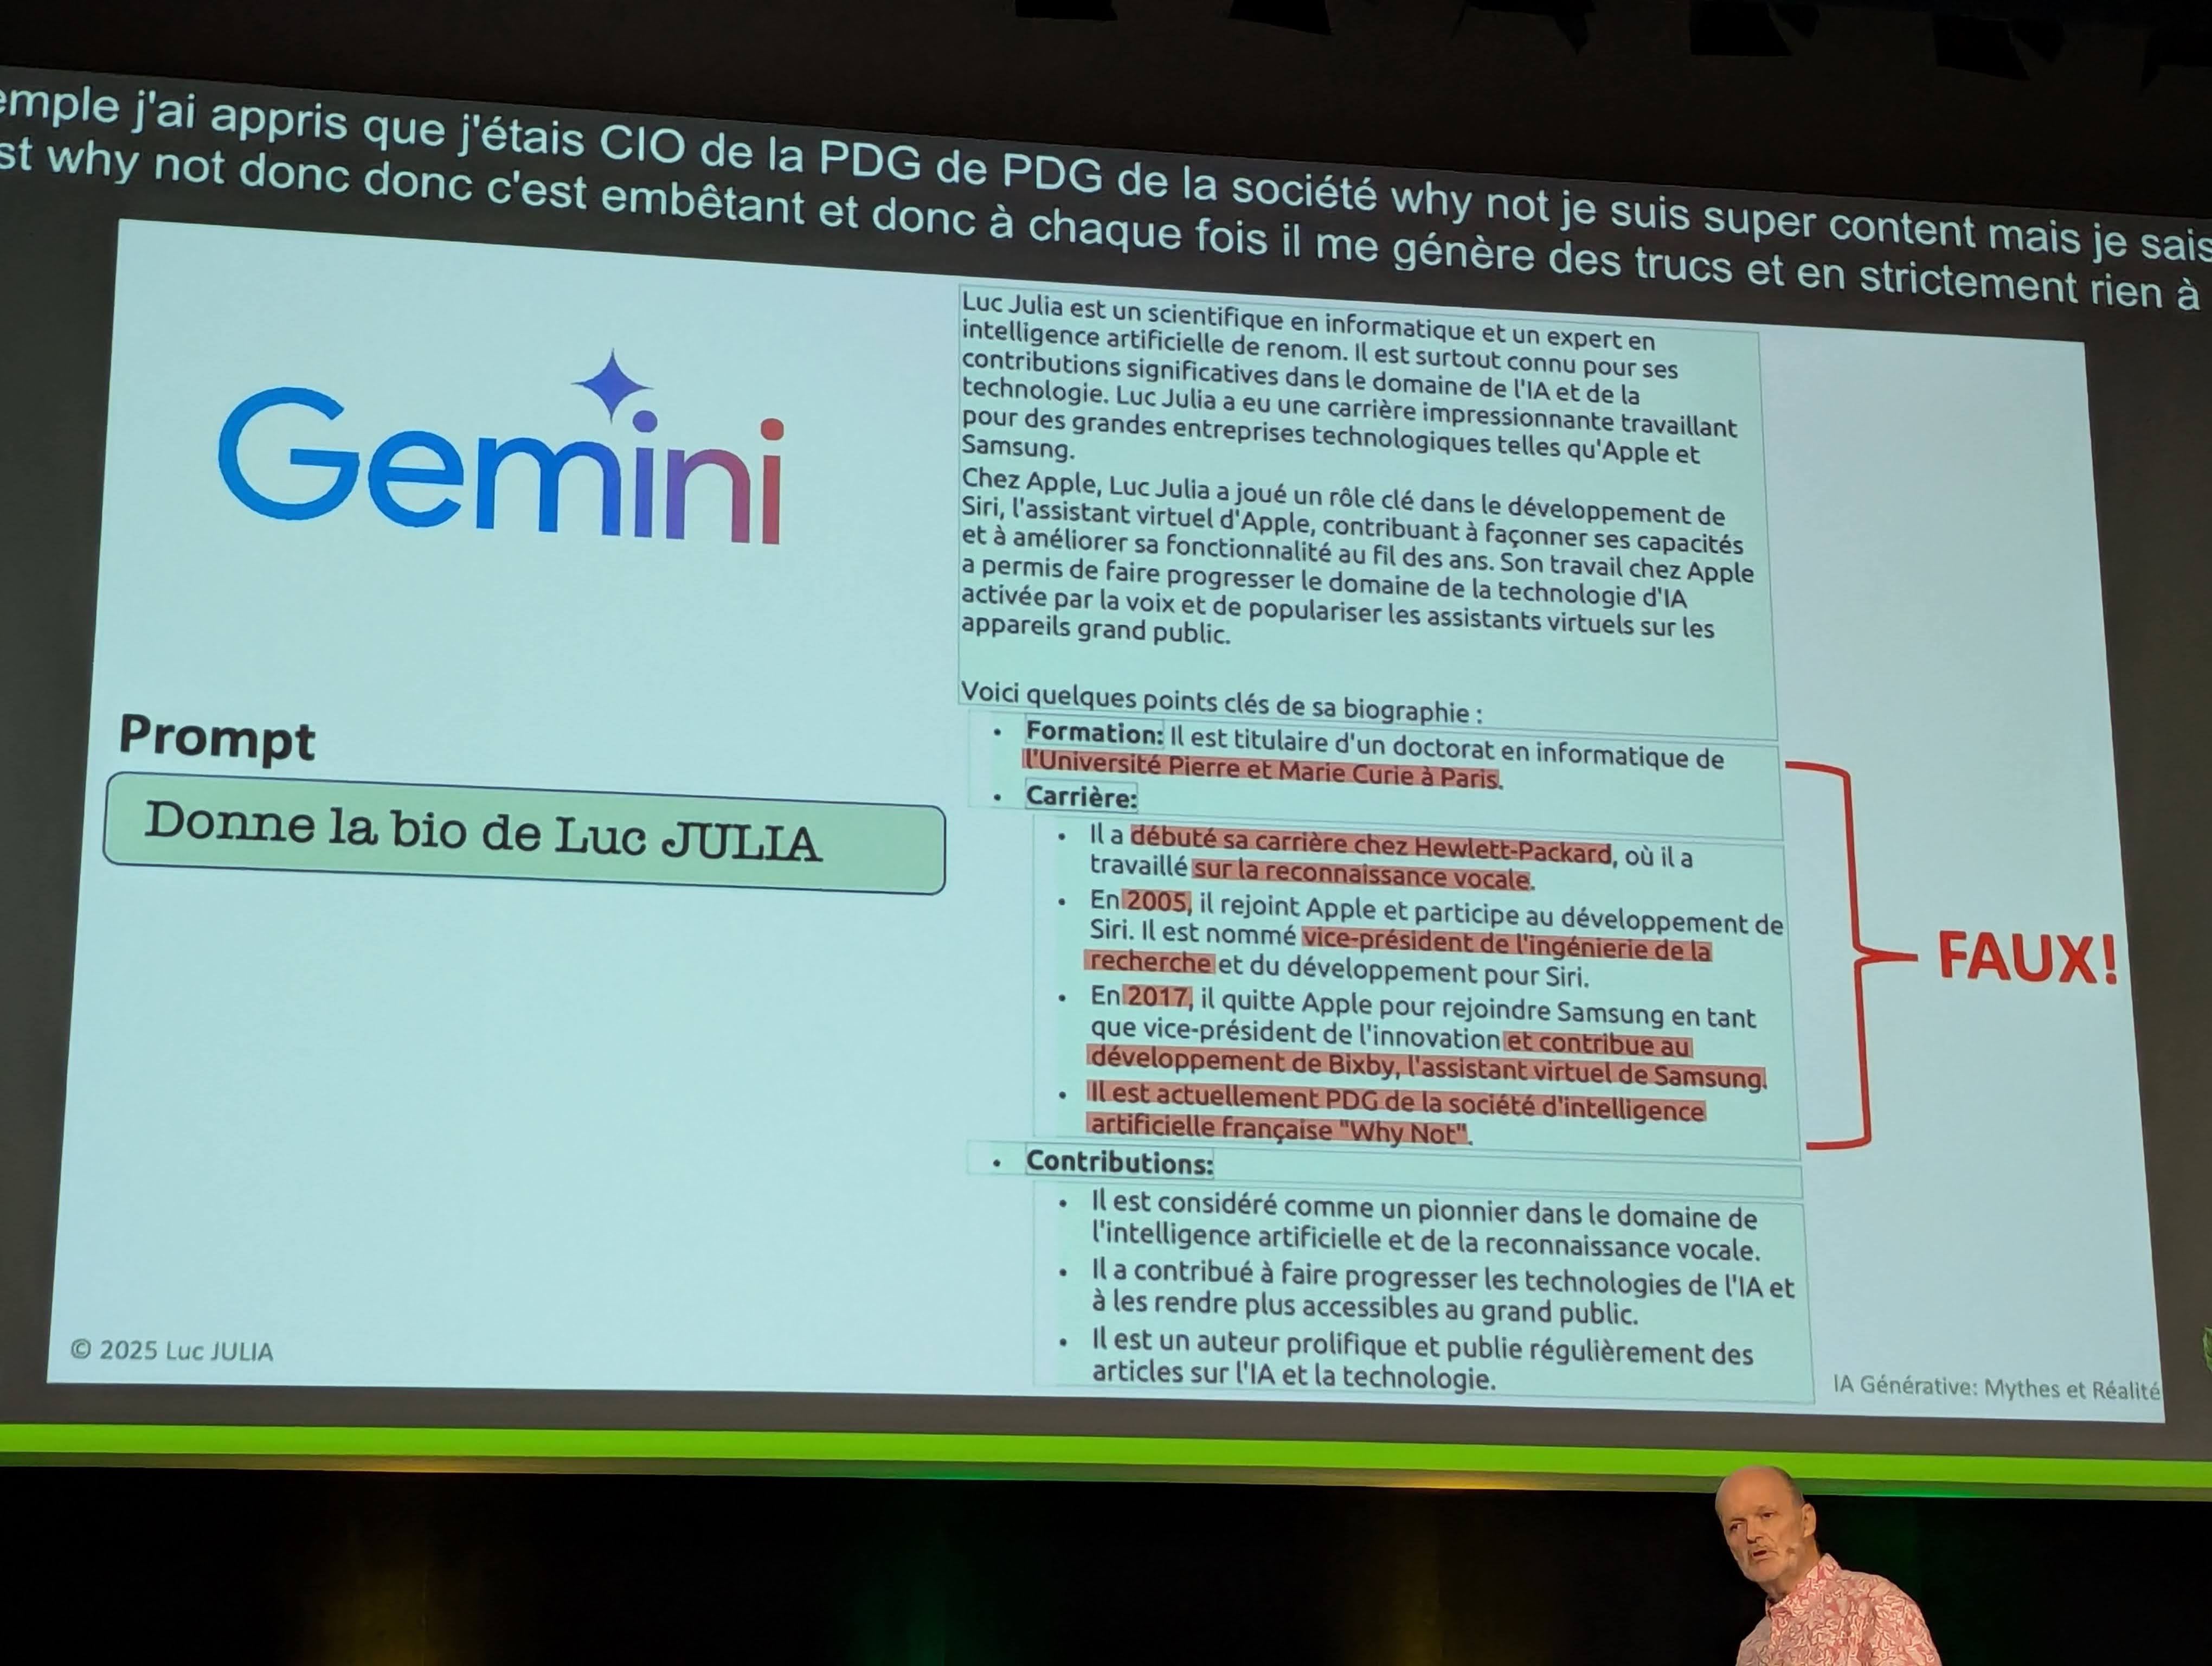 j'ai appris que j'étais CIO de la PDG de PDG de la société why not je suis super content mais je sais
why not donc donc c'est embêtant et donc à chaque fois il me génère des trucs et en strictement rien à
Gemini
Prompt
Donne la bio de Luc JULIA
Luc Julia est un scientifique en informatique et un expert en
intelligence artificielle de renom. Il est surtout connu pour ses
contributions significatives dans le domaine de l'IA et de la
technologie. Luc Julia a eu une carrière impressionnante travaillant
pour des grandes entreprises technologiques telles qu'Apple et
Samsung.
Chez Apple, Luc Julia a joué un rôle clé dans le développement de
Siri, l'assistant virtuel d'Apple, contribuant à façonner ses capacités
et à améliorer sa fonctionnalité au fil des ans. Son travail chez Apple
a permis de faire progresser le domaine de la technologie d'IA
activée par la voix et de populariser les assistants virtuels sur les
appareils grand public.
Voici quelques points clés de sa biographie :
• Formation: Il est titulaire d'un doctorat en informatique de
l'Université Pierre et Marie Curie à Paris.
• Carrière:
• Il a débuté sa carrière chez Hewlett-Packard, où il a
travaillé sur la reconnaissance vocale.
• En 2005, il rejoint Apple et participe au développement de
Siri. Il est nommé vice-président de l'ingénierie de la
recherche et du développement pour Siri.
• En 2017, il quitte Apple pour rejoindre Samsung en tant
que vice-président de l'innovation et contribue au
développement de Bixby, l'assistant virtuel de Samsung.
• Il est actuellement PDG de la société d'intelligence
artificielle française "Why Not".
• Contributions:
• Il est considéré comme un pionnier dans le domaine de
l'intelligence artificielle et de la reconnaissance vocale.
• Il a contribué à faire progresser les technologies de l'IA et
à les rendre plus accessibles au grand public.
• Il est un auteur prolifique et publie régulièrement des
articles sur l'IA et la technologie.
FAUX!
© 2025 Luc JULIA
IA Générative: Mythes et Réalité